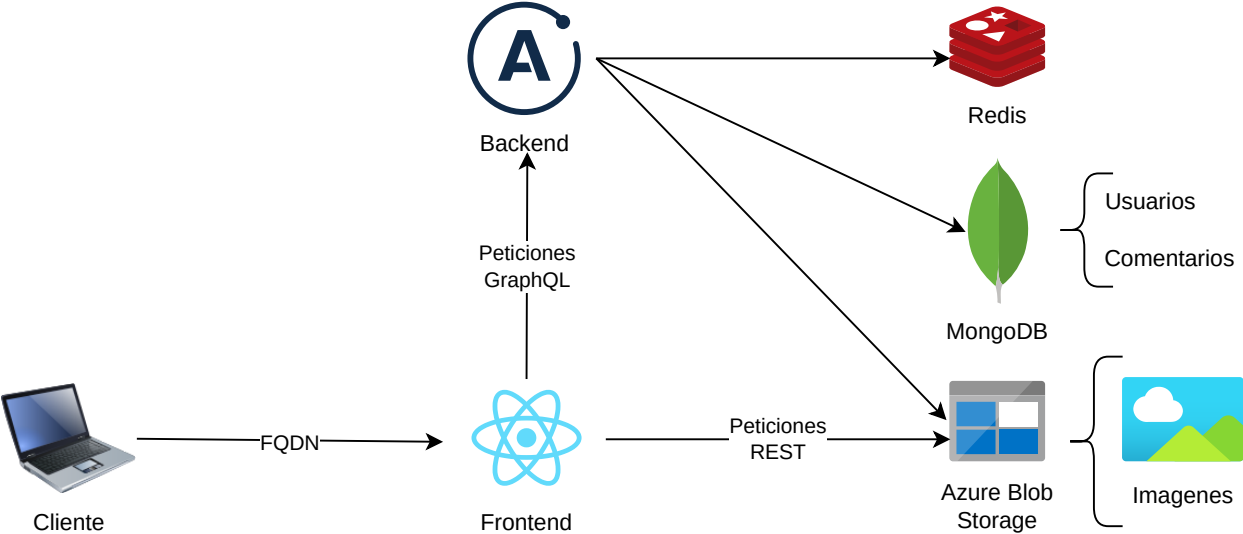 Backend
Redis
Usuarios
Comentarios
Peticiones
GraphQL
MongoDB
FQDN
Peticiones
REST
Cliente
Frontend
Azure Blob
Storage
Imagenes